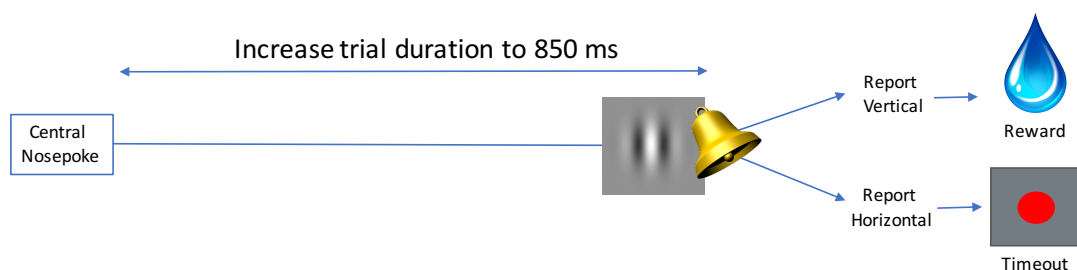 Increase trial duration to 850 ms
Central
Nosepoke
Report
Vertical
Reward
Report
Horizontal
Timeout